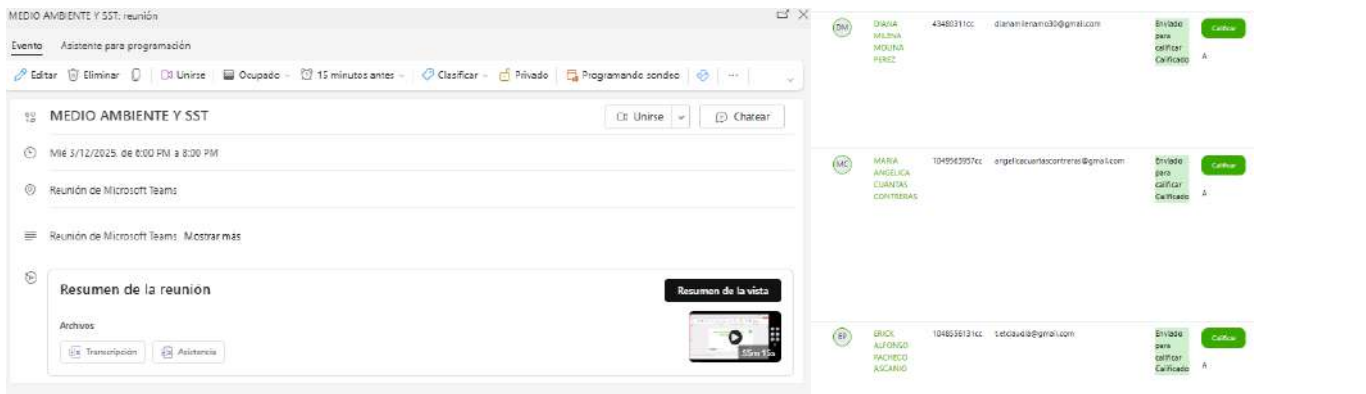 MEDIO AMBIENTE Y SST: reunión
Evento Asistente para programación
Editar Eliminar Unirse Ocupado 15 minutos antes Clasificar Privado Programando sondeo ...
MEDIO AMBIENTE Y SST
Unirse Chatear
Mié 3/12/2025, de 6:00 PM a 8:00 PM
Reunión de Microsoft Teams
Reunión de Microsoft Teams Mostrar más
Resumen de la reunión
Resumen de la vista
Archivos
Transcripción Asistencia
55m 15s
DM
DIANA
MILENA
MOLINA
PEREZ
43480311cc
dianamilenamo30@gmail.com
Enviado
para
calificar
Calificado
Calificar
A
MC
MARIA
ANGELICA
CUANTAS
CONTRERAS
angelicacuantascontreras@gmail.com
Enviado
para
calificar
Calificado
Calificar
A
EP
ERICK
ALFONSO
PACHECO
ASCANIO
Enviado
para
calificar
Calificado
Calificar
A